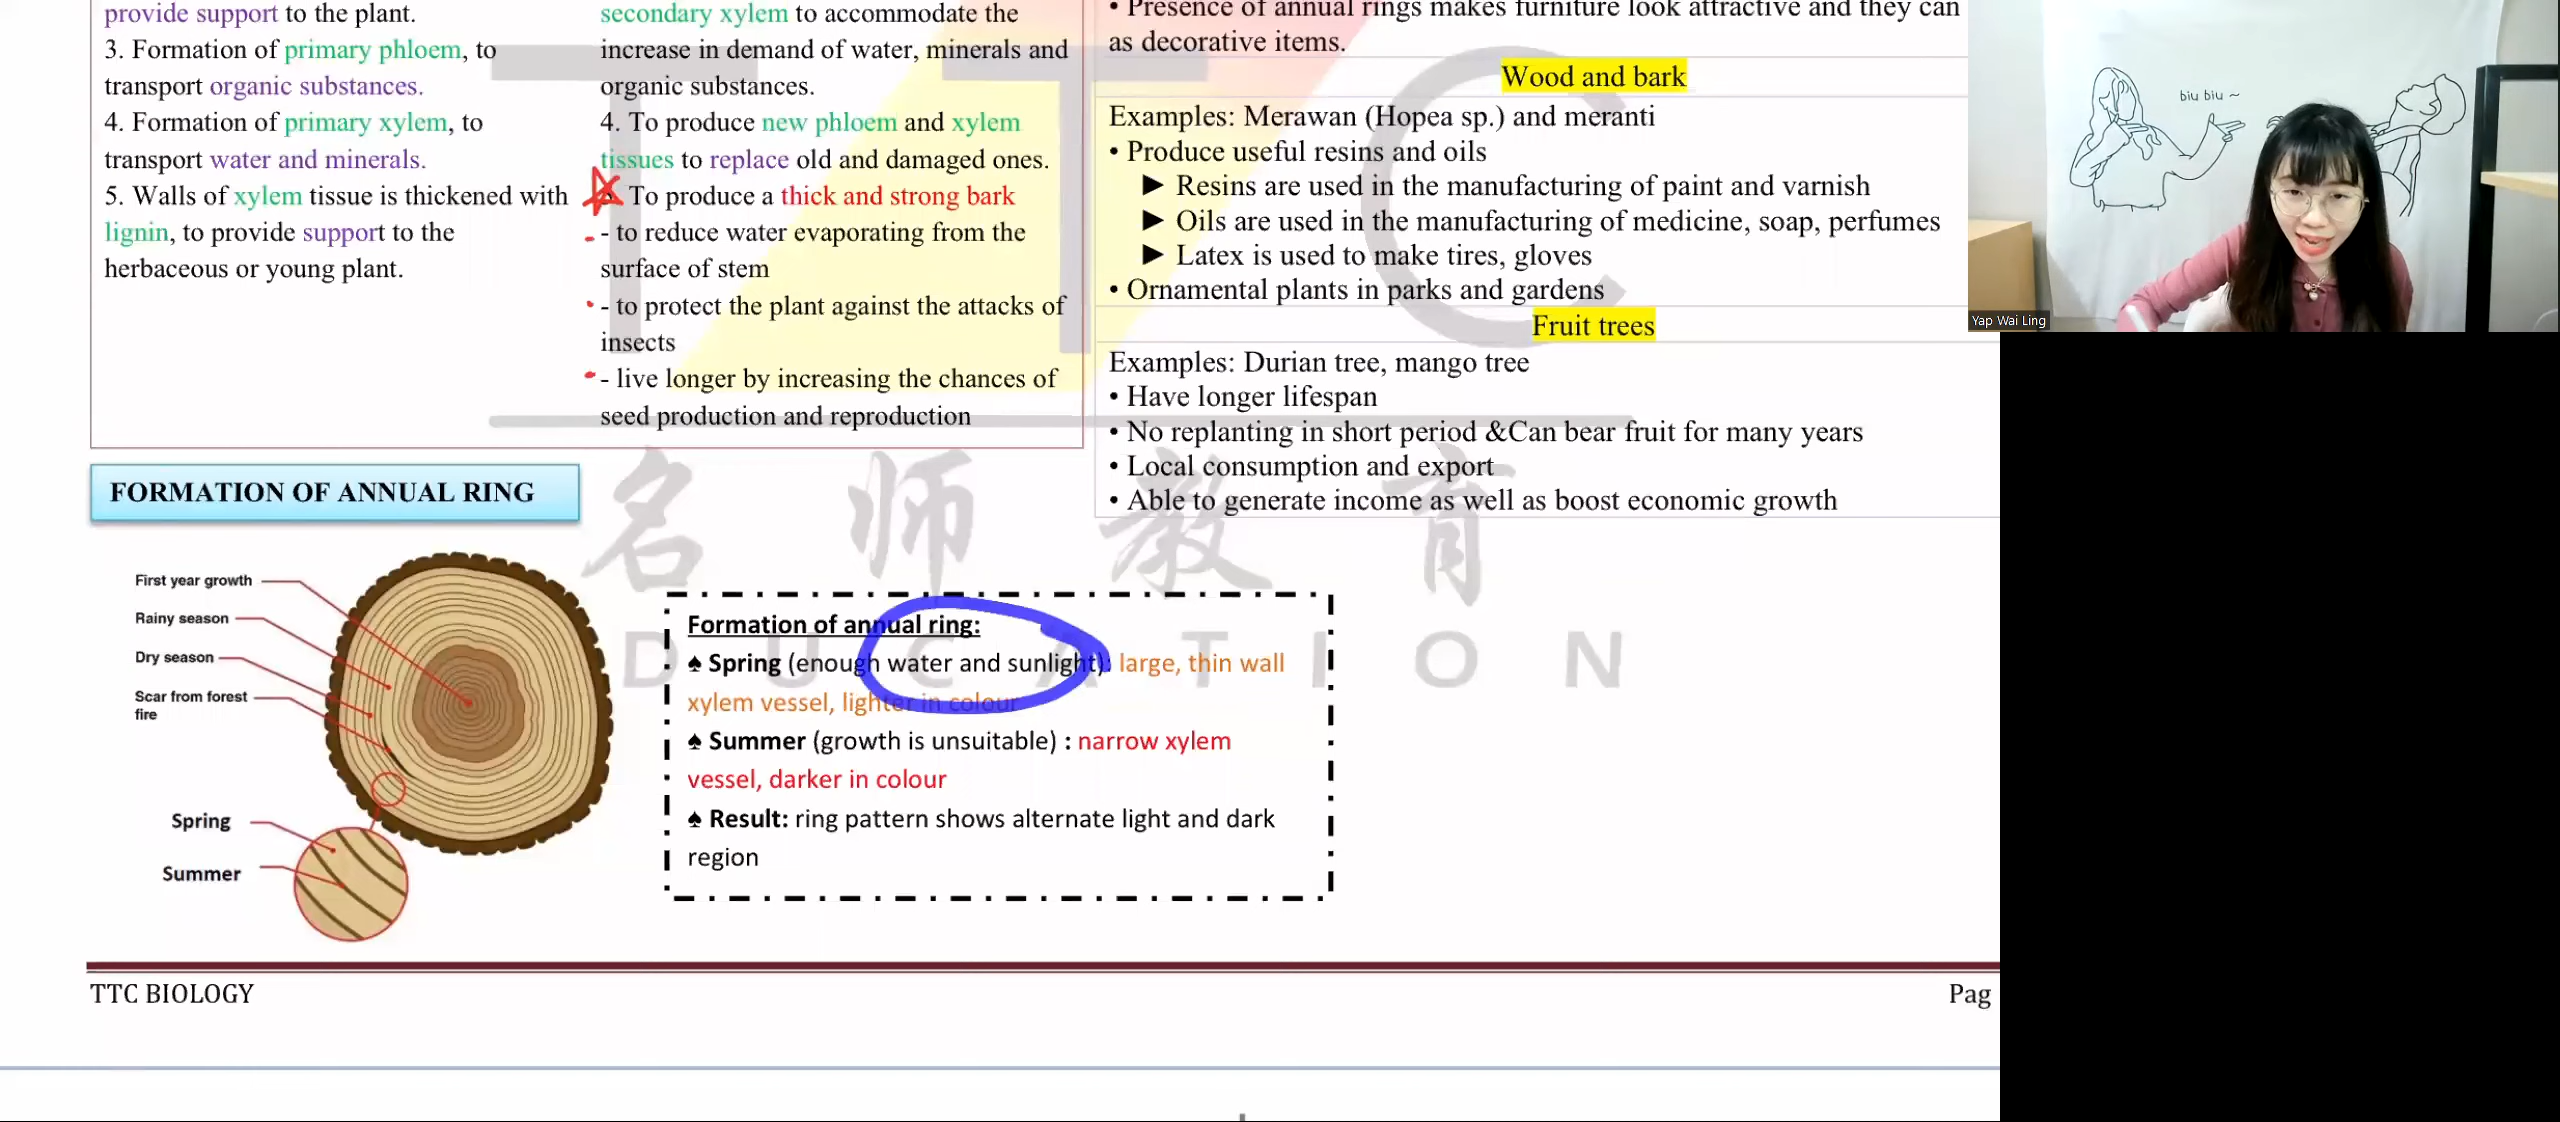 provide support to the plant.
3. Formation of primary phloem, to
transport organic substances.
4. Formation of primary xylem, to
transport water and minerals.
5. Walls of xylem tissue is thickened with
lignin, to provide support to the
herbaceous or young plant.
secondary xylem to accommodate the
increase in demand of water, minerals and
organic substances.
4. To produce new phloem and xylem
tissues to replace old and damaged ones.
To produce a thick and strong bark
- to reduce water evaporating from the
surface of stem
- to protect the plant against the attacks of
insects
- live longer by increasing the chances of
seed production and reproduction
• Presence of annual rings makes furniture look attractive and they can
as decorative items.
Wood and bark
Examples: Merawan (Hopea sp.) and meranti
• Produce useful resins and oils
► Resins are used in the manufacturing of paint and varnish
► Oils are used in the manufacturing of medicine, soap, perfumes
► Latex is used to make tires, gloves
• Ornamental plants in parks and gardens
Fruit trees
Examples: Durian tree, mango tree
• Have longer lifespan
• No replanting in short period &Can bear fruit for many years
• Local consumption and export
• Able to generate income as well as boost economic growth
biu biu ~
Yap Wai Ling
TTC
名师教育
DUCATION
FORMATION OF ANNUAL RING
First year growth
Rainy season
Dry season
Scar from forest
fire
Spring
Summer
Formation of annual ring:
♠ Spring (enough water and sunlight): large, thin wall
xylem vessel, lighter in colour
♠ Summer (growth is unsuitable) : narrow xylem
vessel, darker in colour
♠ Result: ring pattern shows alternate light and dark
region
TTC BIOLOGY
Pag